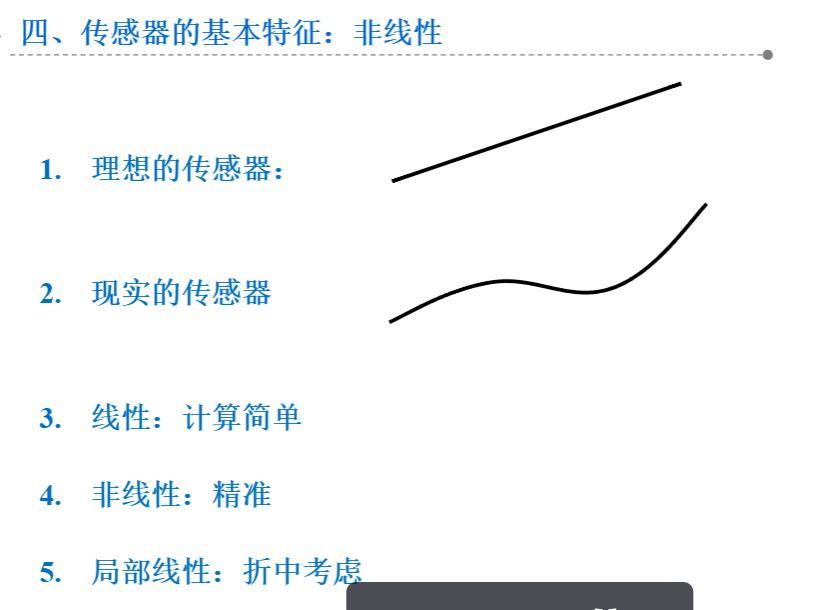 四、传感器的基本特征：非线性
1. 理想的传感器：
2. 现实的传感器
3. 线性：计算简单
4. 非线性：精准
5. 局部线性：折中考虑